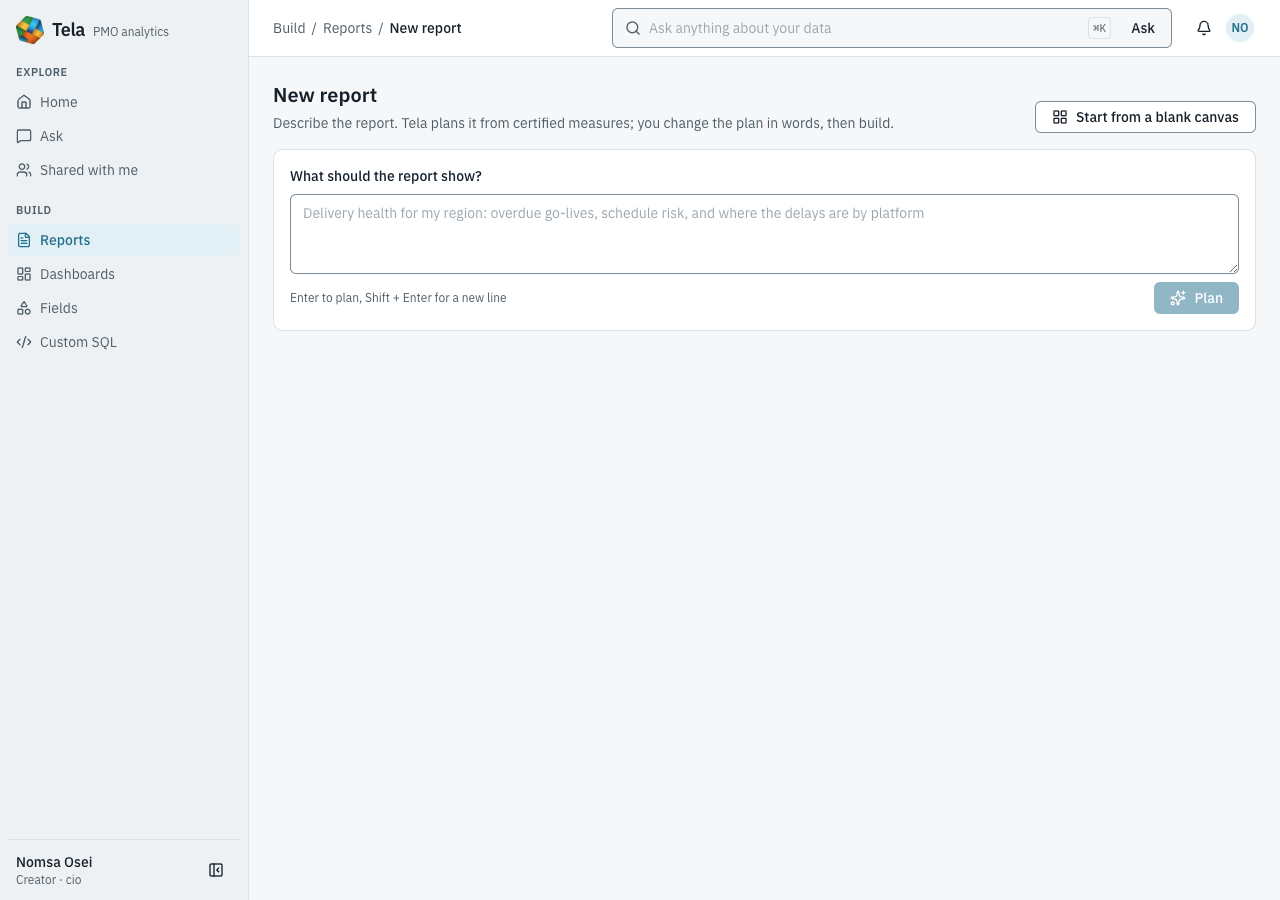 Tela PMO analytics
EXPLORE
Home
Ask
Shared with me
BUILD
Reports
Dashboards
Fields
Custom SQL
Nomsa Osei
Creator · cio
Build / Reports / New report
Ask anything about your data ⌘K Ask
NO
New report
Describe the report. Tela plans it from certified measures; you change the plan in words, then build.
Start from a blank canvas
What should the report show?
Delivery health for my region: overdue go-lives, schedule risk, and where the delays are by platform
Enter to plan, Shift + Enter for a new line
Plan